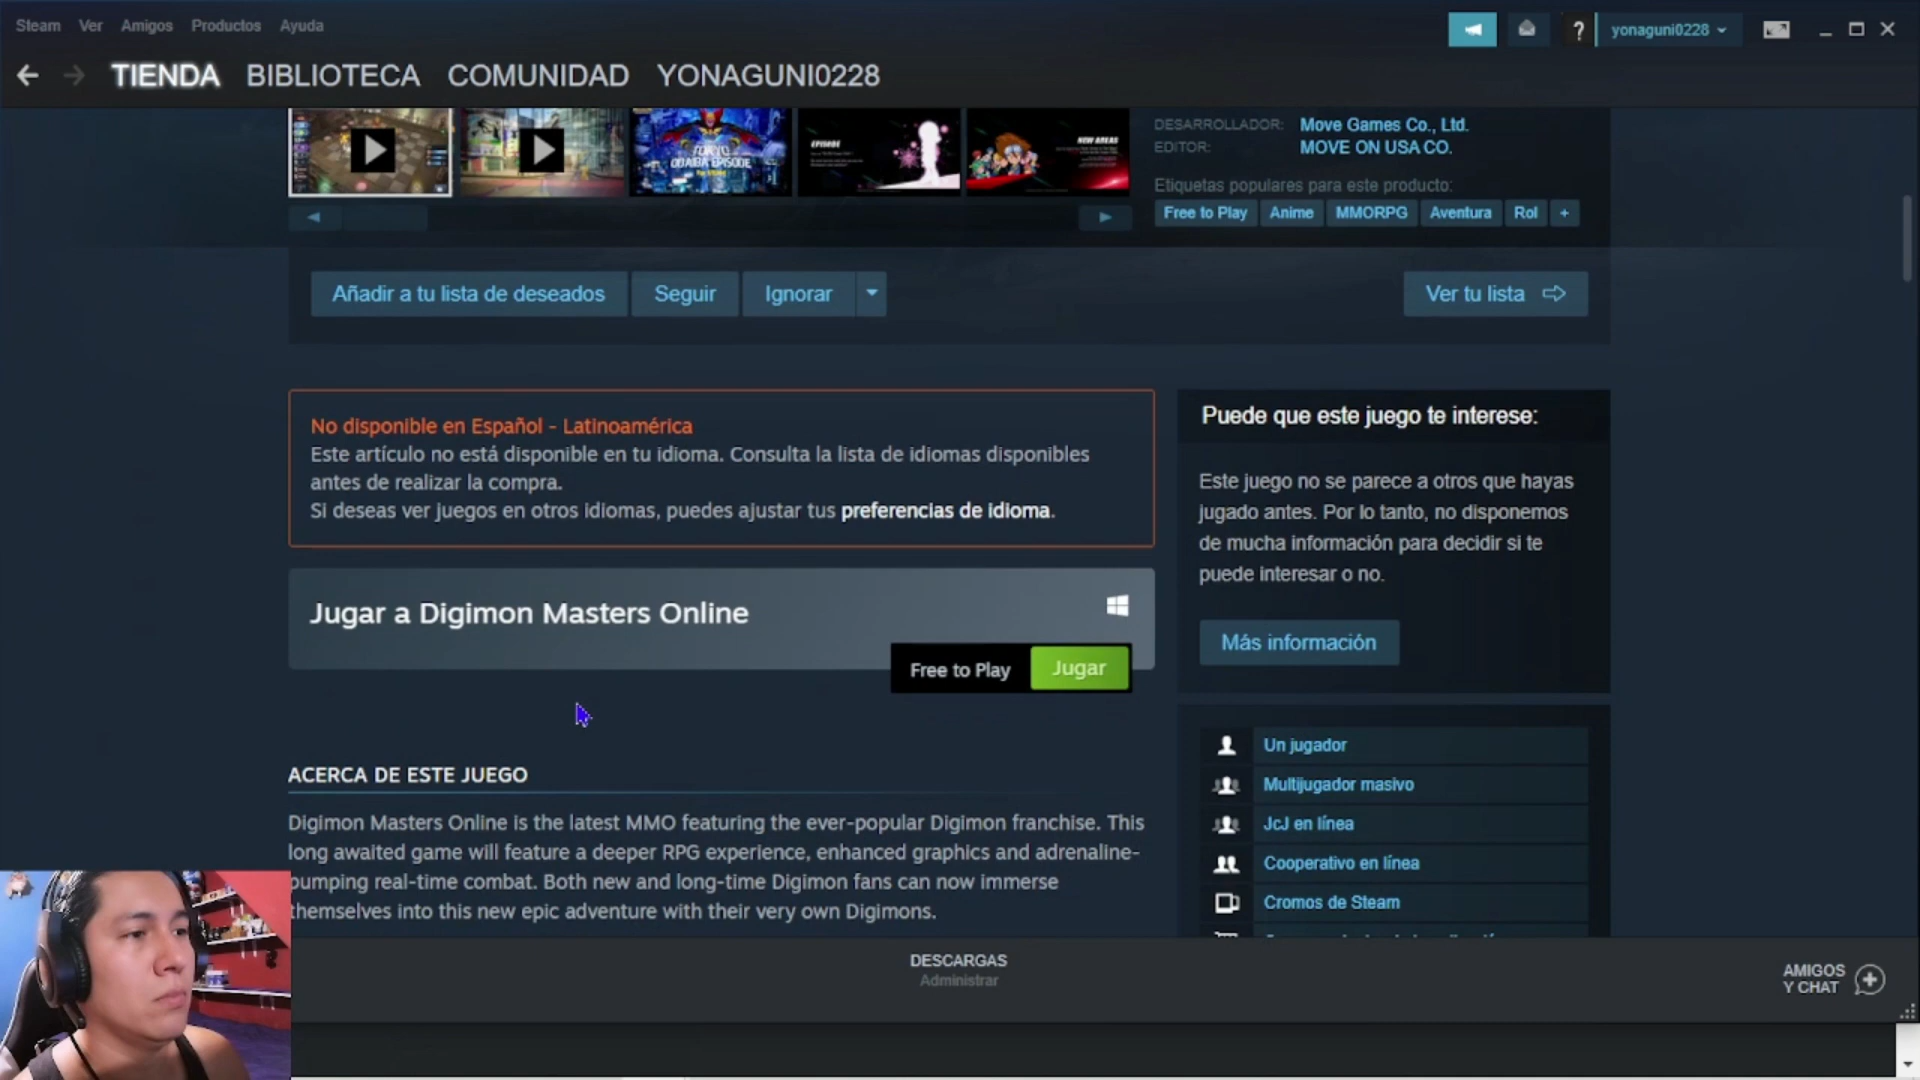 Steam Ver Amigos Productos Ayuda
? yonaguni0228
TIENDA BIBLIOTECA COMUNIDAD YONAGUNI0228
TOKYO
ODAIBA EPISODE
EPISODE
NEW AREAS
DESARROLLADOR: Move Games Co., Ltd.
EDITOR: MOVE ON USA CO.
Etiquetas populares para este producto:
Free to Play Anime MMORPG Aventura Rol +
Añadir a tu lista de deseados Seguir Ignorar Ver tu lista
No disponible en Español - Latinoamérica
Este artículo no está disponible en tu idioma. Consulta la lista de idiomas disponibles
antes de realizar la compra.
Si deseas ver juegos en otros idiomas, puedes ajustar tus preferencias de idioma.
Puede que este juego te interese:
Este juego no se parece a otros que hayas
jugado antes. Por lo tanto, no disponemos
de mucha información para decidir si te
puede interesar o no.
Más información
Jugar a Digimon Masters Online
Free to Play Jugar
ACERCA DE ESTE JUEGO
Digimon Masters Online is the latest MMO featuring the ever-popular Digimon franchise. This
long awaited game will feature a deeper RPG experience, enhanced graphics and adrenaline-
pumping real-time combat. Both new and long-time Digimon fans can now immerse
themselves into this new epic adventure with their very own Digimons.
Un jugador
Multijugador masivo
JcJ en línea
Cooperativo en línea
Cromos de Steam
DESCARGAS
Administrar
AMIGOS
Y CHAT